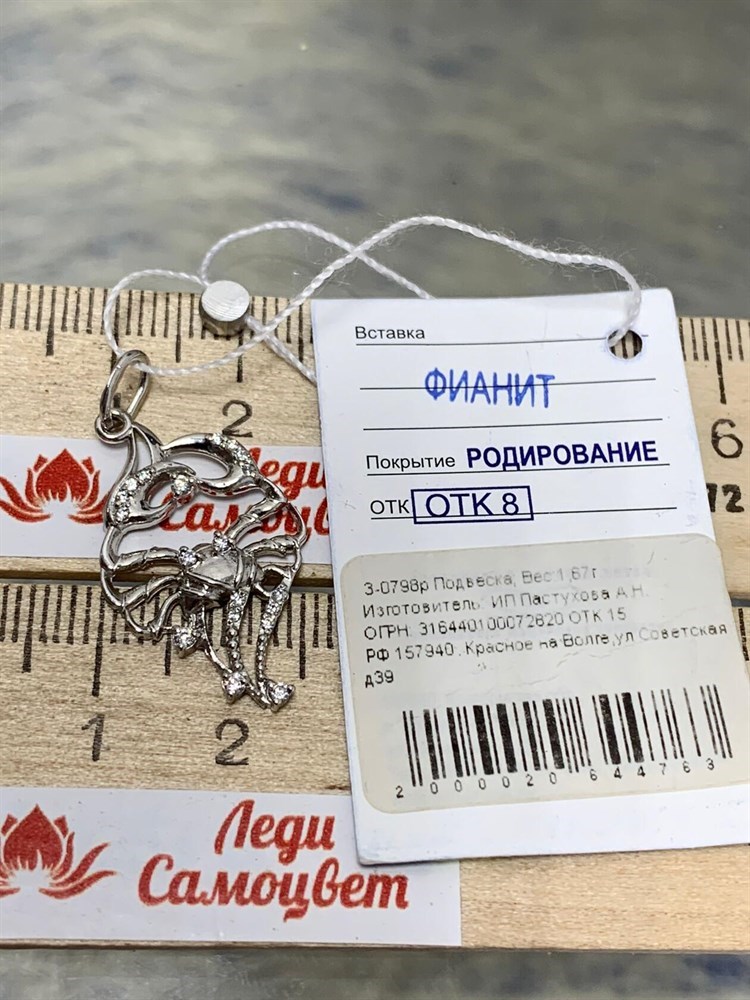 Вставка
ФИАНИТ
Покрытие РОДИРОВАНИЕ
ОТК ОТК 8
3-0798р Подвеска, Вес 1,67г
Изготовитель: ИП Пастухова А.Н.
ОГРН: 316440100072820 ОТК 15
РФ 157940. Красное на Волге,ул Советская
д39
2 000020 644763
2
6
72
Леди
Самоцвет
1
2
Леди
Самоцвет